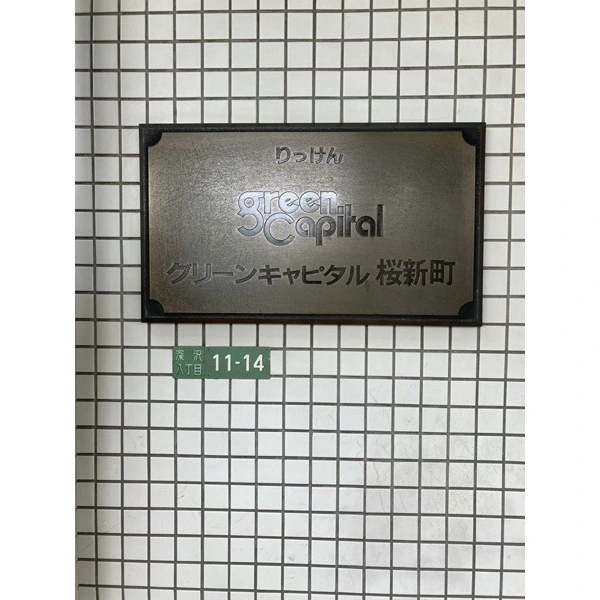 りっけん
green
Capital
グリーンキャピタル 桜新町
深沢
八丁目
11-14